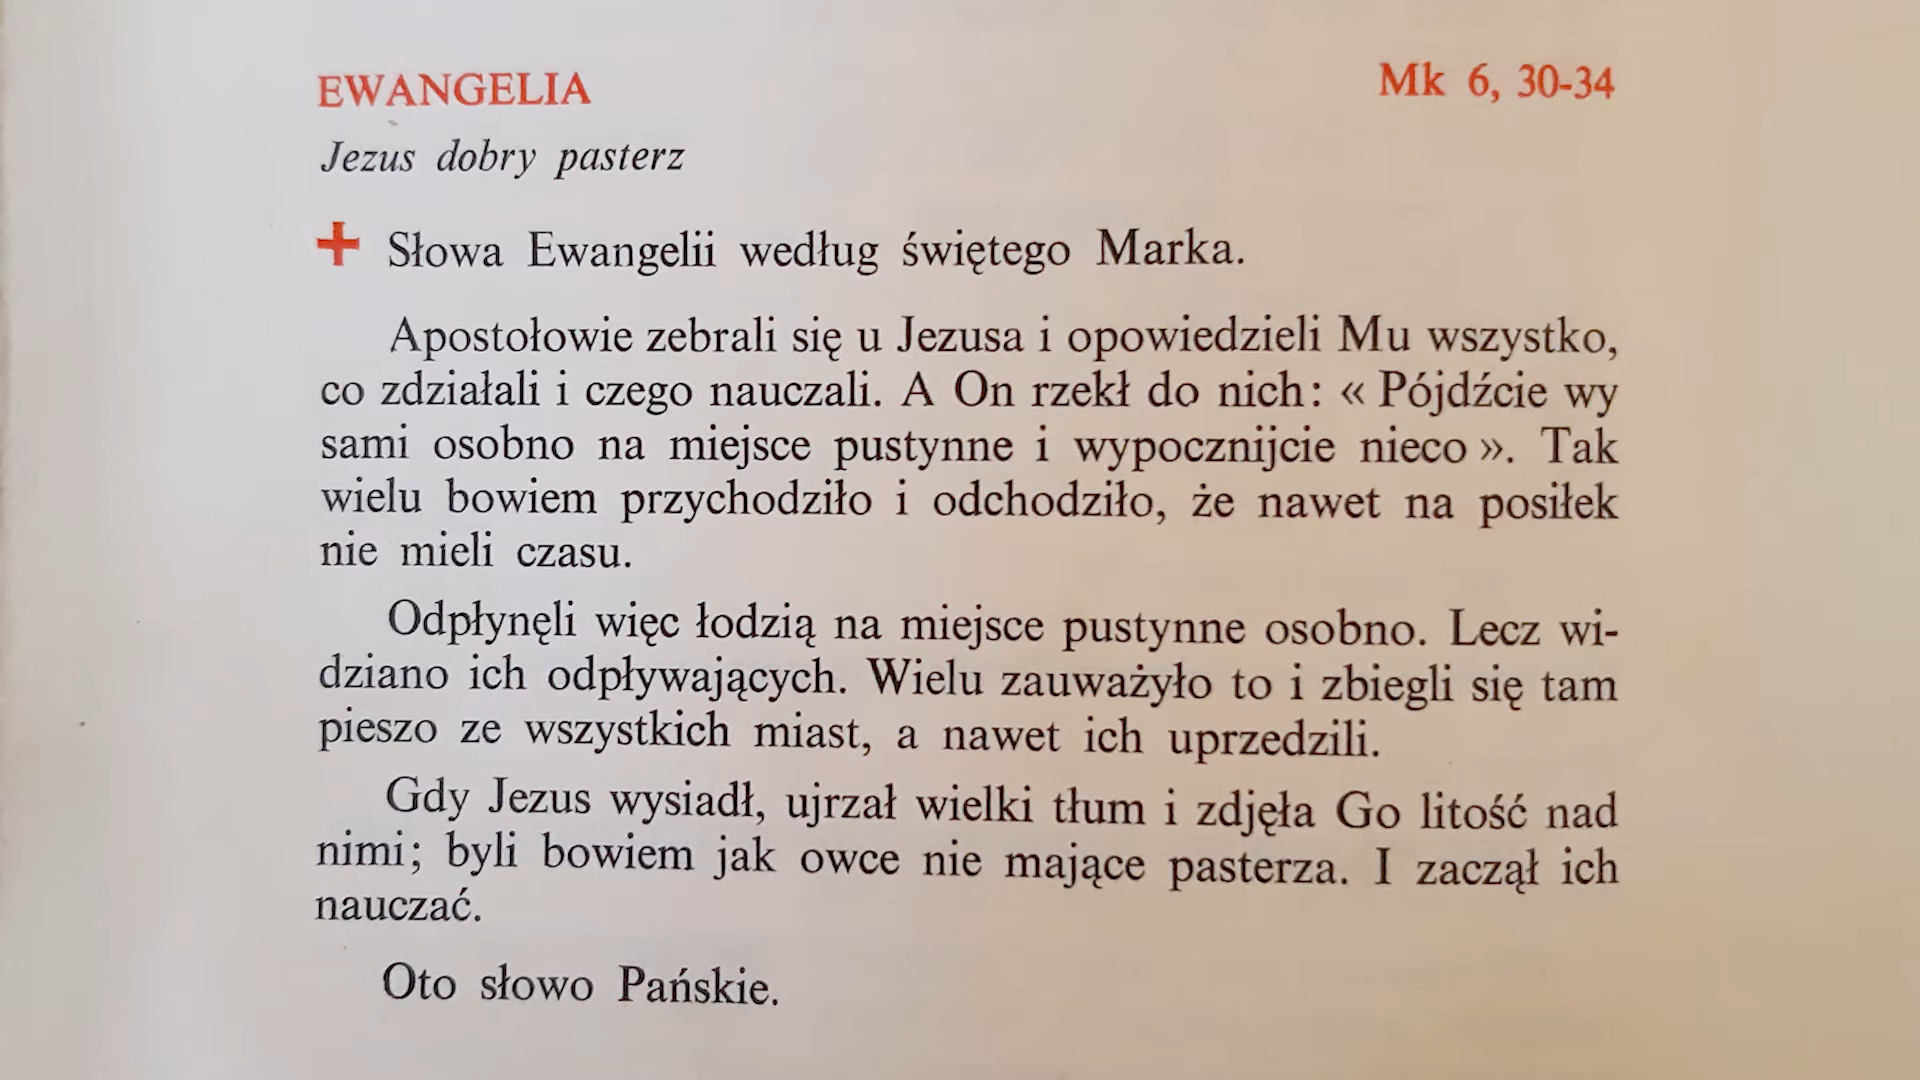 EWANGELIA Mk 6, 30-34
Jezus dobry pasterz
+ Słowa Ewangelii według świętego Marka.
Apostołowie zebrali się u Jezusa i opowiedzieli Mu wszystko,
co zdziałali i czego nauczali. A On rzekł do nich: « Pójdźcie wy
sami osobno na miejsce pustynne i wypocznijcie nieco ». Tak
wielu bowiem przychodziło i odchodziło, że nawet na posiłek
nie mieli czasu.
Odpłynęli więc łodzią na miejsce pustynne osobno. Lecz wi-
dziano ich odpływających. Wielu zauważyło to i zbiegli się tam
pieszo ze wszystkich miast, a nawet ich uprzedzili.
Gdy Jezus wysiadł, ujrzał wielki tłum i zdjęła Go litość nad
nimi; byli bowiem jak owce nie mające pasterza. I zaczął ich
nauczać.
Oto słowo Pańskie.